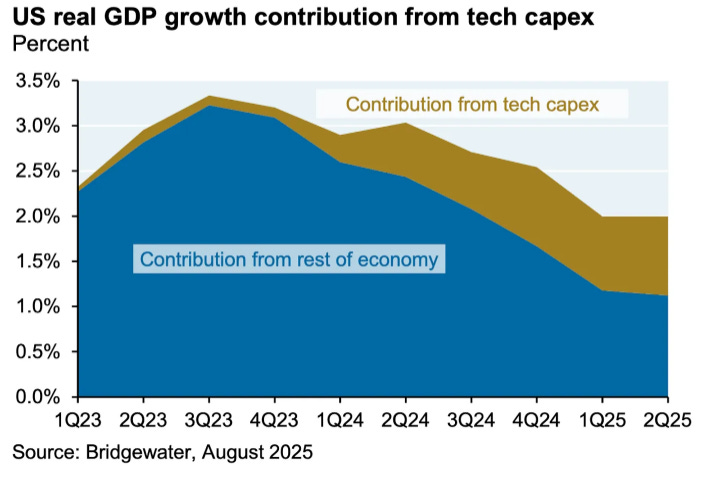 US real GDP growth contribution from tech capex
Percent
3.5%
Contribution from tech capex
3.0%
2.5%
2.0%
Contribution from rest of economy
1.5%
1.0%
0.5%
0.0%
1Q23 2Q23 3Q23 4Q23 1Q24 2Q24 3Q24 4Q24 1Q25 2Q25
Source: Bridgewater, August 2025